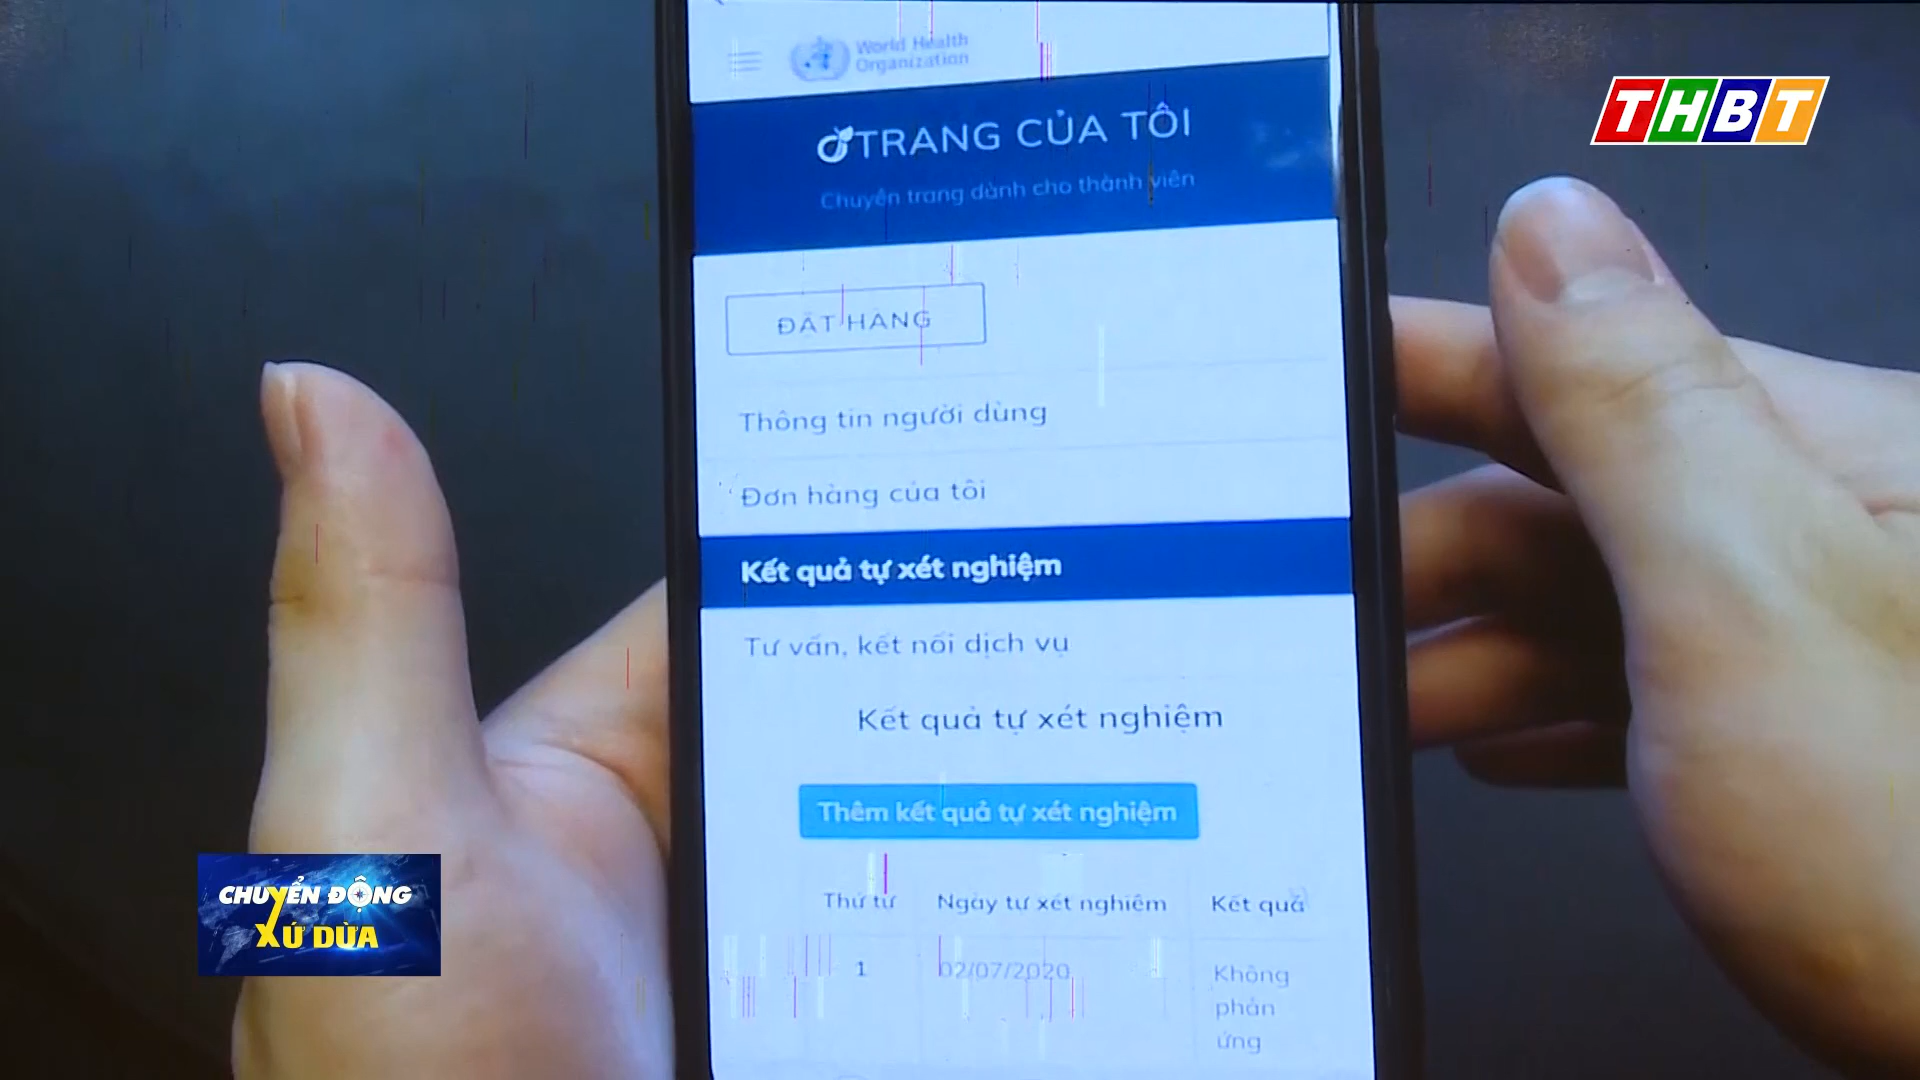 World Health
Organization
THBT
TRANG CỦA TÔI
Chuyên trang dành cho thành viên
ĐẶT HÀNG
Thông tin người dùng
Đơn hàng của tôi
Kết quả tự xét nghiệm
Tư vấn, kết nối dịch vụ
Kết quả tự xét nghiệm
Thêm kết quả tự xét nghiệm
Thứ tự
Ngày tự xét nghiệm
Kết quả
1
02/07/2020
Không
phản
ứng
CHUYỂN ĐỘNG
XỨ DỪA